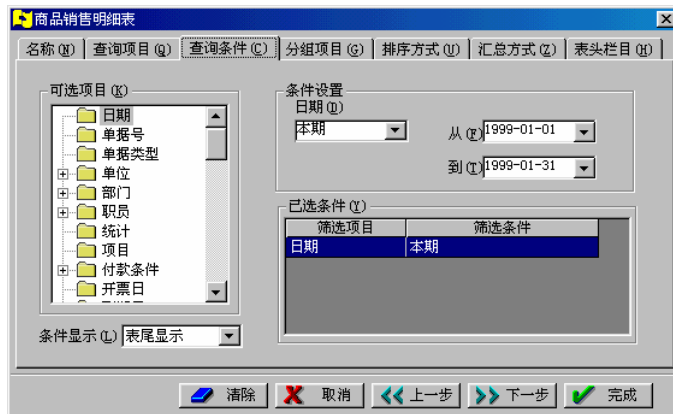 商品销售明细表
名称(N) 查询项目(Q) 查询条件(C) 分组项目(G) 排序方式(U) 汇总方式(Z) 表头栏目(H)
可选项目(K)
日期
单据号
单据类型
单位
部门
职员
统计
项目
付款条件
开票日
条件显示(L) 表尾显示
条件设置
日期(D)
本期
从(F) 1999-01-01
到(T) 1999-01-31
已选条件(Y)
筛选项目 筛选条件
日期 本期
清除 取消 上一步 下一步 完成